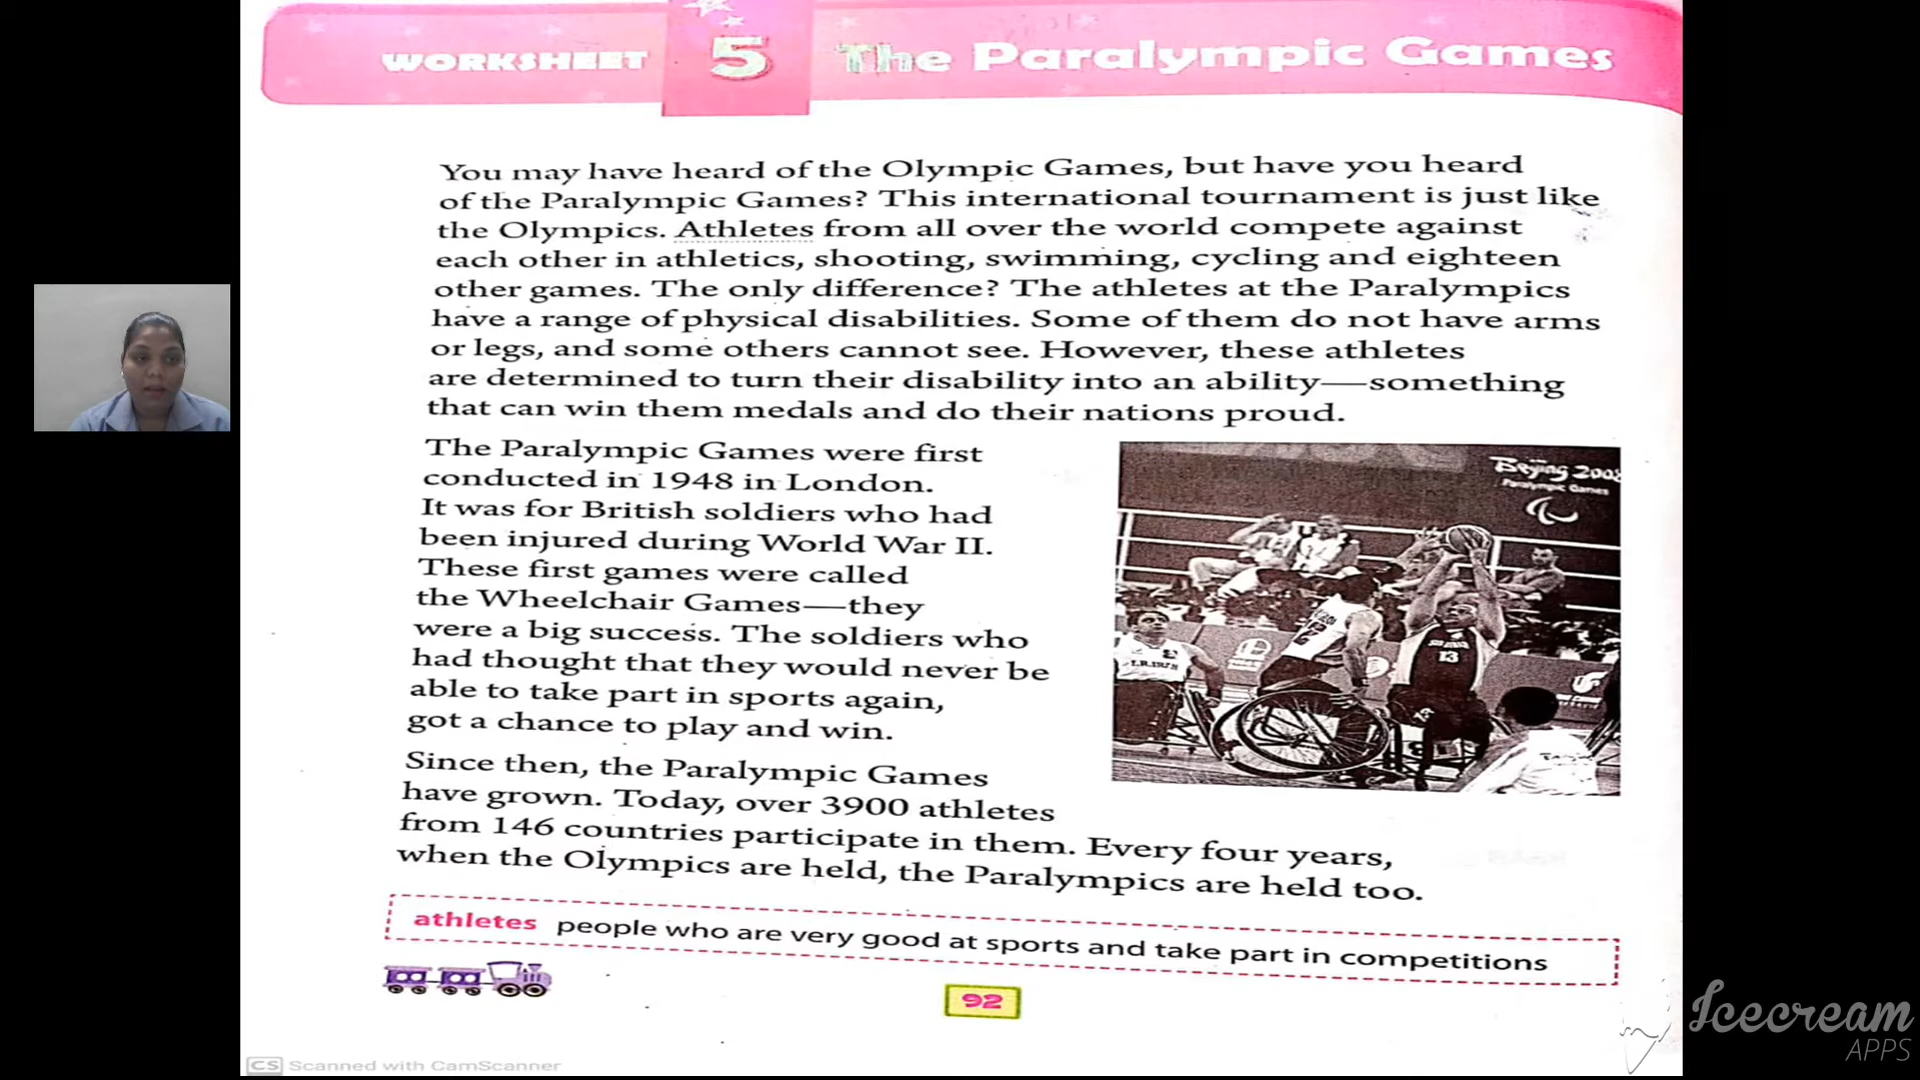 WORKSHEET 5 The Paralympic Games
You may have heard of the Olympic Games, but have you heard
of the Paralympic Games? This international tournament is just like
the Olympics. Athletes from all over the world compete against
each other in athletics, shooting, swimming, cycling and eighteen
other games. The only difference? The athletes at the Paralympics
have a range of physical disabilities. Some of them do not have arms
or legs, and some others cannot see. However, these athletes
are determined to turn their disability into an ability—something
that can win them medals and do their nations proud.
The Paralympic Games were first
conducted in 1948 in London.
It was for British soldiers who had
been injured during World War II.
These first games were called
the Wheelchair Games—they
were a big success. The soldiers who
had thought that they would never be
able to take part in sports again,
got a chance to play and win.
Beijing 2008
Paralympic Games
12
13
Since then, the Paralympic Games
have grown. Today, over 3900 athletes
from 146 countries participate in them. Every four years,
when the Olympics are held, the Paralympics are held too.
athletes people who are very good at sports and take part in competitions
92
CS Scanned with CamScanner
Icecream
APPS